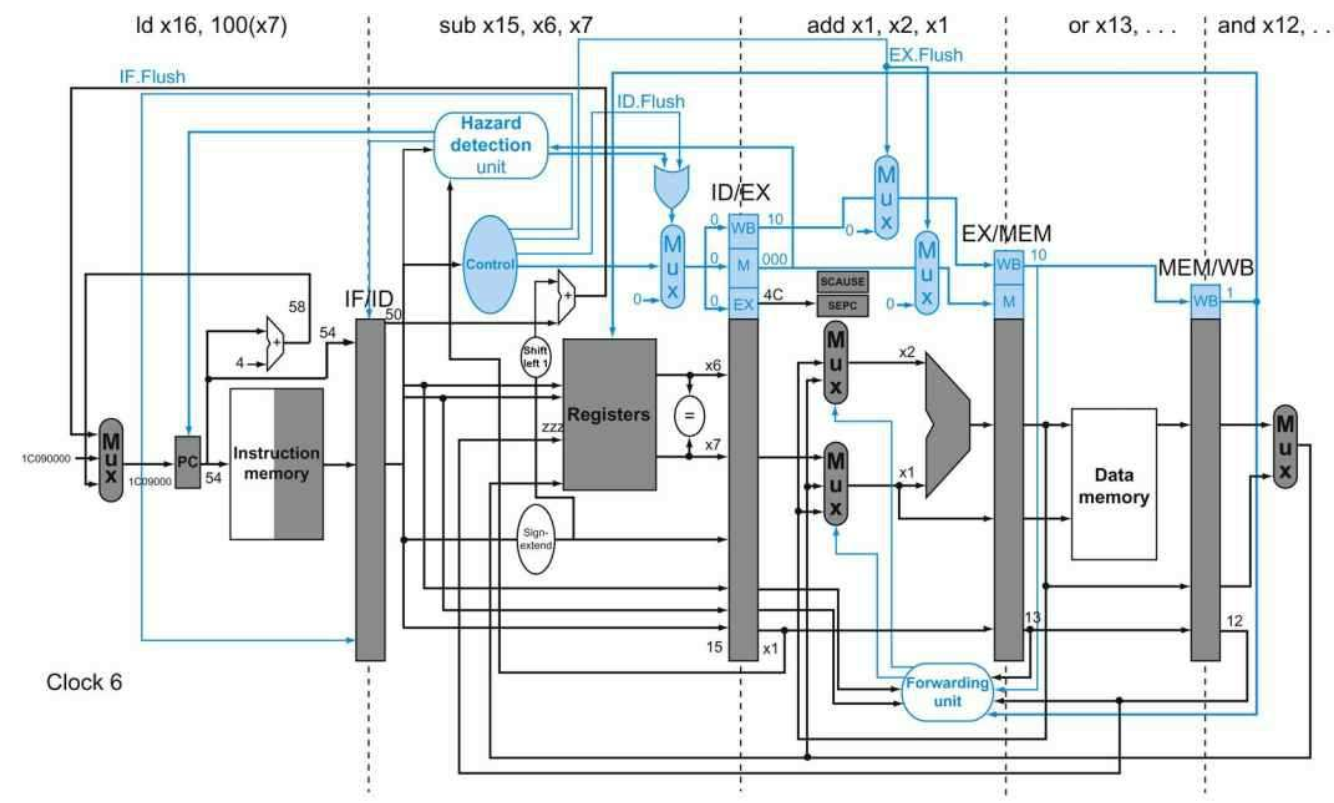 ld x16, 100(x7)
sub x15, x6, x7
add x1, x2, x1
or x13, . . .
and x12, . .
IF.Flush
EX.Flush
ID.Flush
Hazard
detection
unit
ID/EX
Mux
0
WB
10
0
M
000
0
EX
4C
Mux
0
Control
Mux
0
EX/MEM
WB
10
M
MEM/WB
WB
1
SCAUSE
SEPC
IF/ID
58
54
50
+
4
+
Shift
left 1
Mux
x2
x6
Registers
=
zzz
x7
Mux
1C090000
1C09000
PC
54
Instruction
memory
Mux
x1
Data
memory
Mux
Sign-
extend
15
x1
13
12
Forwarding
unit
Clock 6